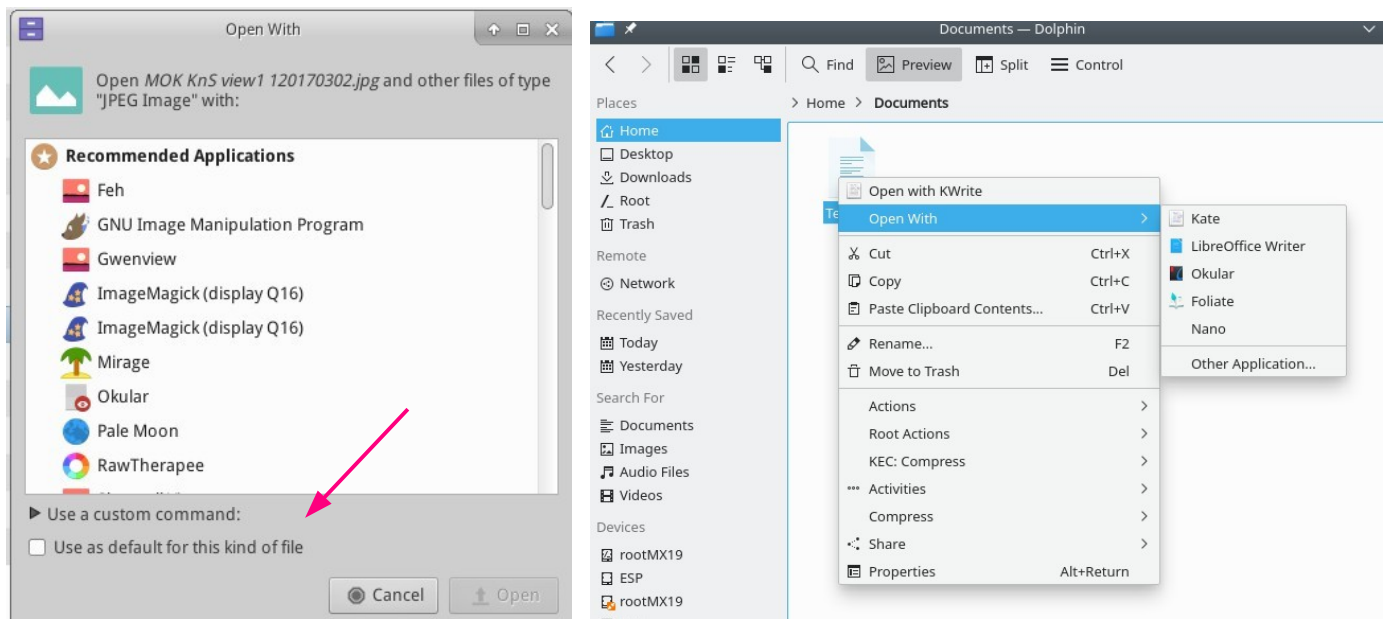 Open With
Open MOK KnS view1 120170302.jpg and other files of type
"JPEG Image" with:
Recommended Applications
Feh
GNU Image Manipulation Program
Gwenview
ImageMagick (display Q16)
ImageMagick (display Q16)
Mirage
Okular
Pale Moon
RawTherapee
Use a custom command:
Use as default for this kind of file
Cancel
Open
Documents — Dolphin
Find
Preview
Split
Control
Places
> Home > Documents
Home
Desktop
Downloads
Root
Trash
Remote
Network
Recently Saved
Today
Yesterday
Search For
Documents
Images
Audio Files
Videos
Devices
rootMX19
ESP
rootMX19
Te
Open with KWrite
Open With
Cut Ctrl+X
Copy Ctrl+C
Paste Clipboard Contents... Ctrl+V
Rename... F2
Move to Trash Del
Actions
Root Actions
KEC: Compress
Activities
Compress
Share
Properties Alt+Return
Kate
LibreOffice Writer
Okular
Foliate
Nano
Other Application...